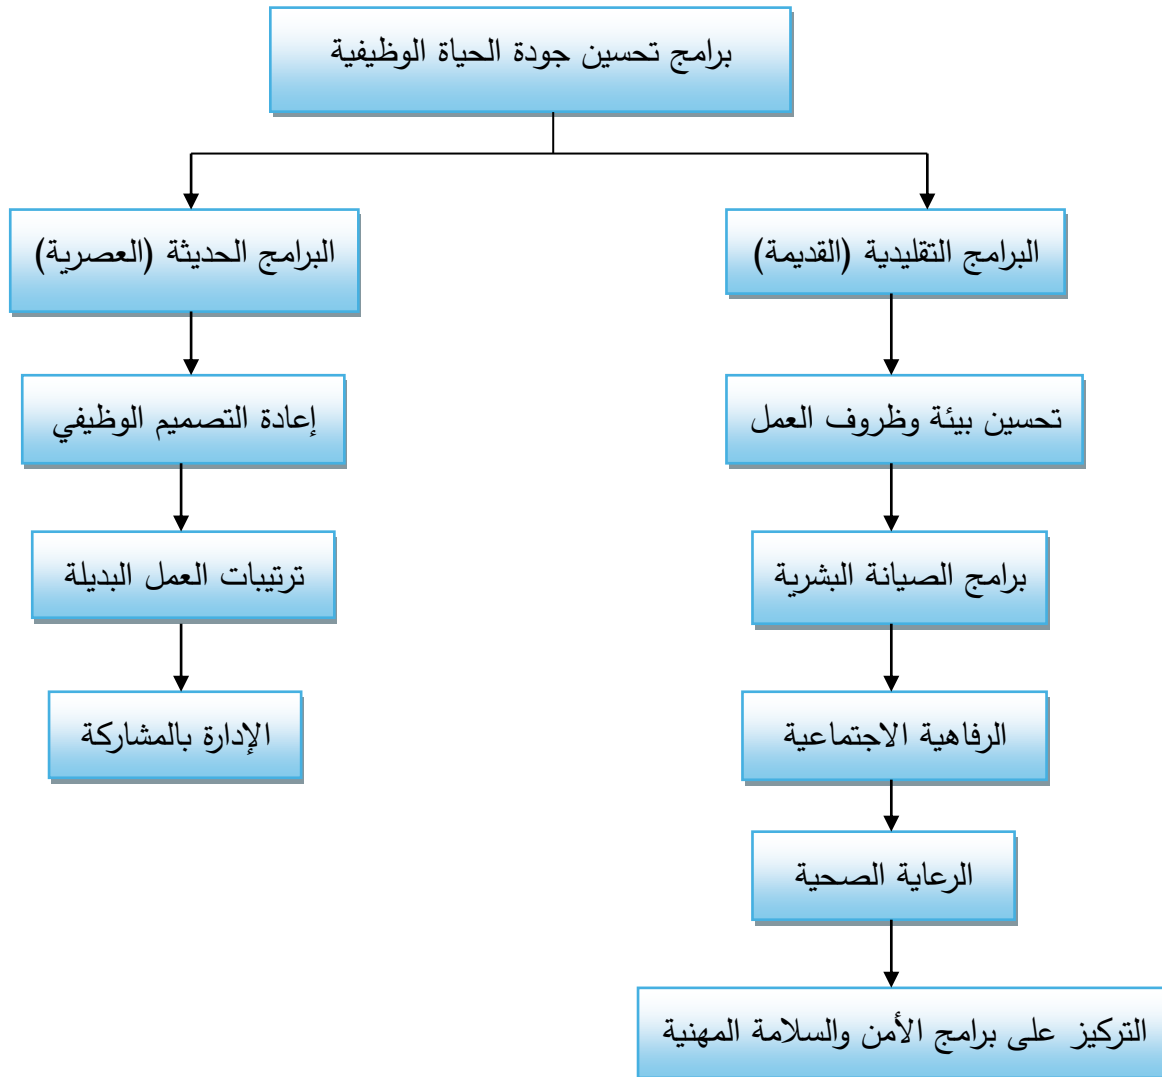 برامج تحسين جودة الحياة الوظيفية
البرامج التقليدية (القديمة)
تحسين بيئة وظروف العمل
برامج الصيانة البشرية
الرفاهية الاجتماعية
الرعاية الصحية
التركيز على برامج الأمن والسلامة المهنية
البرامج الحديثة (العصرية)
إعادة التصميم الوظيفي
ترتيبات العمل البديلة
الإدارة بالمشاركة